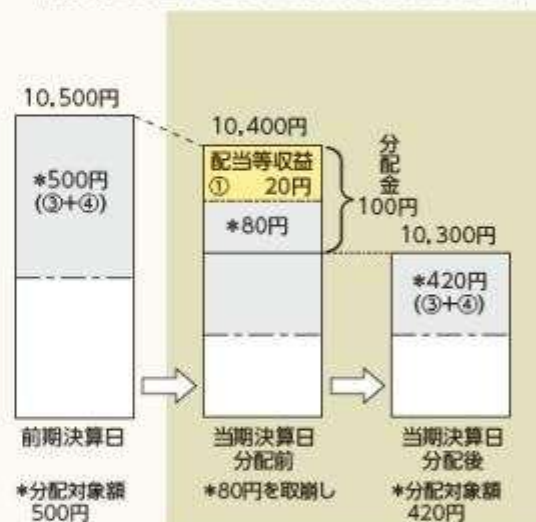 10,500円
*500円
(③+④)
前期決算日
*分配対象額
500円
10,400円
配当等収益
① 20円
*80円
分配金
100円
当期決算日
分配前
*80円を取崩し
10,300円
*420円
(③+④)
当期決算日
分配後
*分配対象額
420円